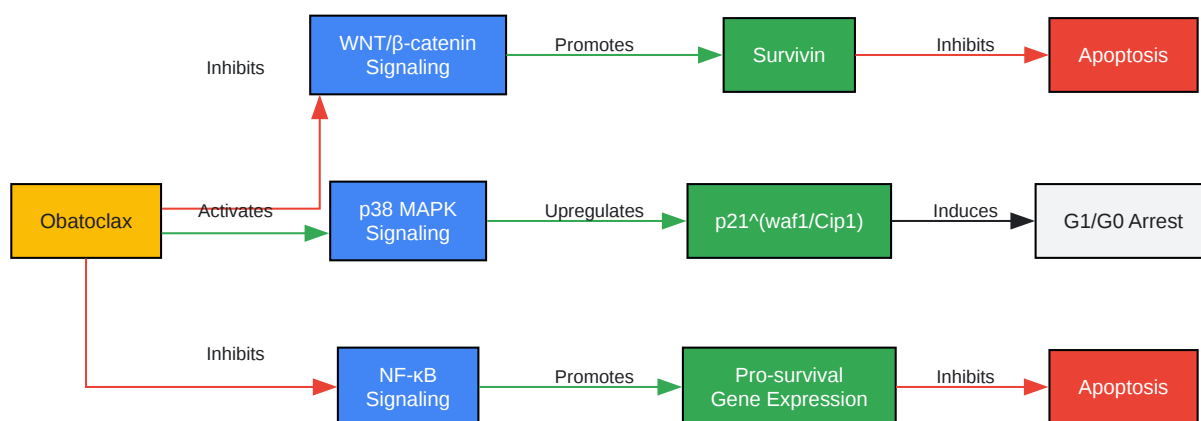 Inhibits
WNT/β-catenin
Signaling
Promotes
Survivin
Inhibits
Apoptosis
Obatoclax
Activates
p38 MAPK
Signaling
Upregulates
p21^(waf1/Cip1)
Induces
G1/G0 Arrest
Inhibits
NF-κB
Signaling
Promotes
Pro-survival
Gene Expression
Inhibits
Apoptosis